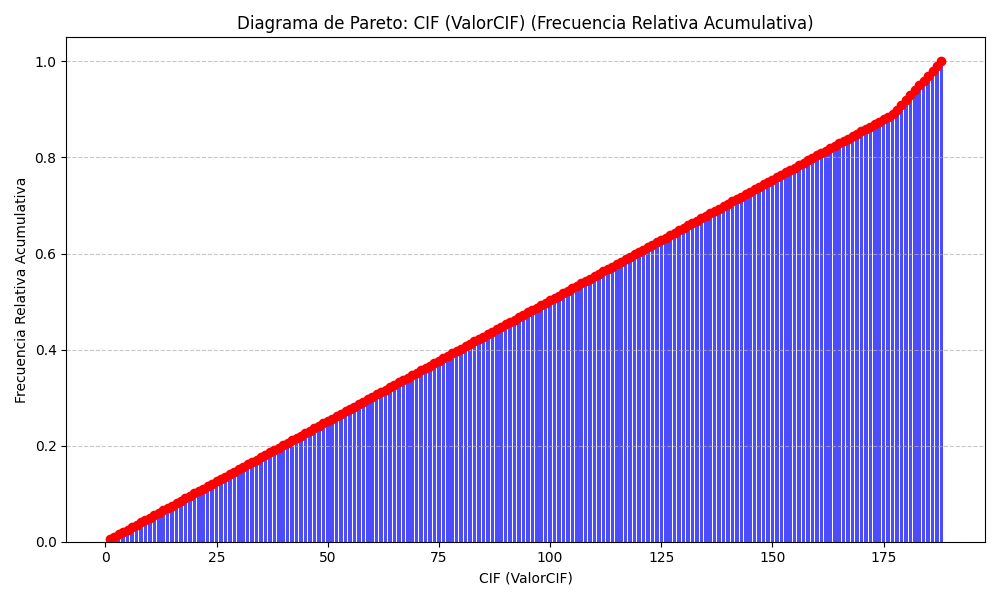 Diagrama de Pareto: CIF (ValorCIF) (Frecuencia Relativa Acumulativa)
Frecuencia Relativa Acumulativa
1.0
0.8
0.6
0.4
0.2
0.0
0 25 50 75 100 125 150 175
CIF (ValorCIF)